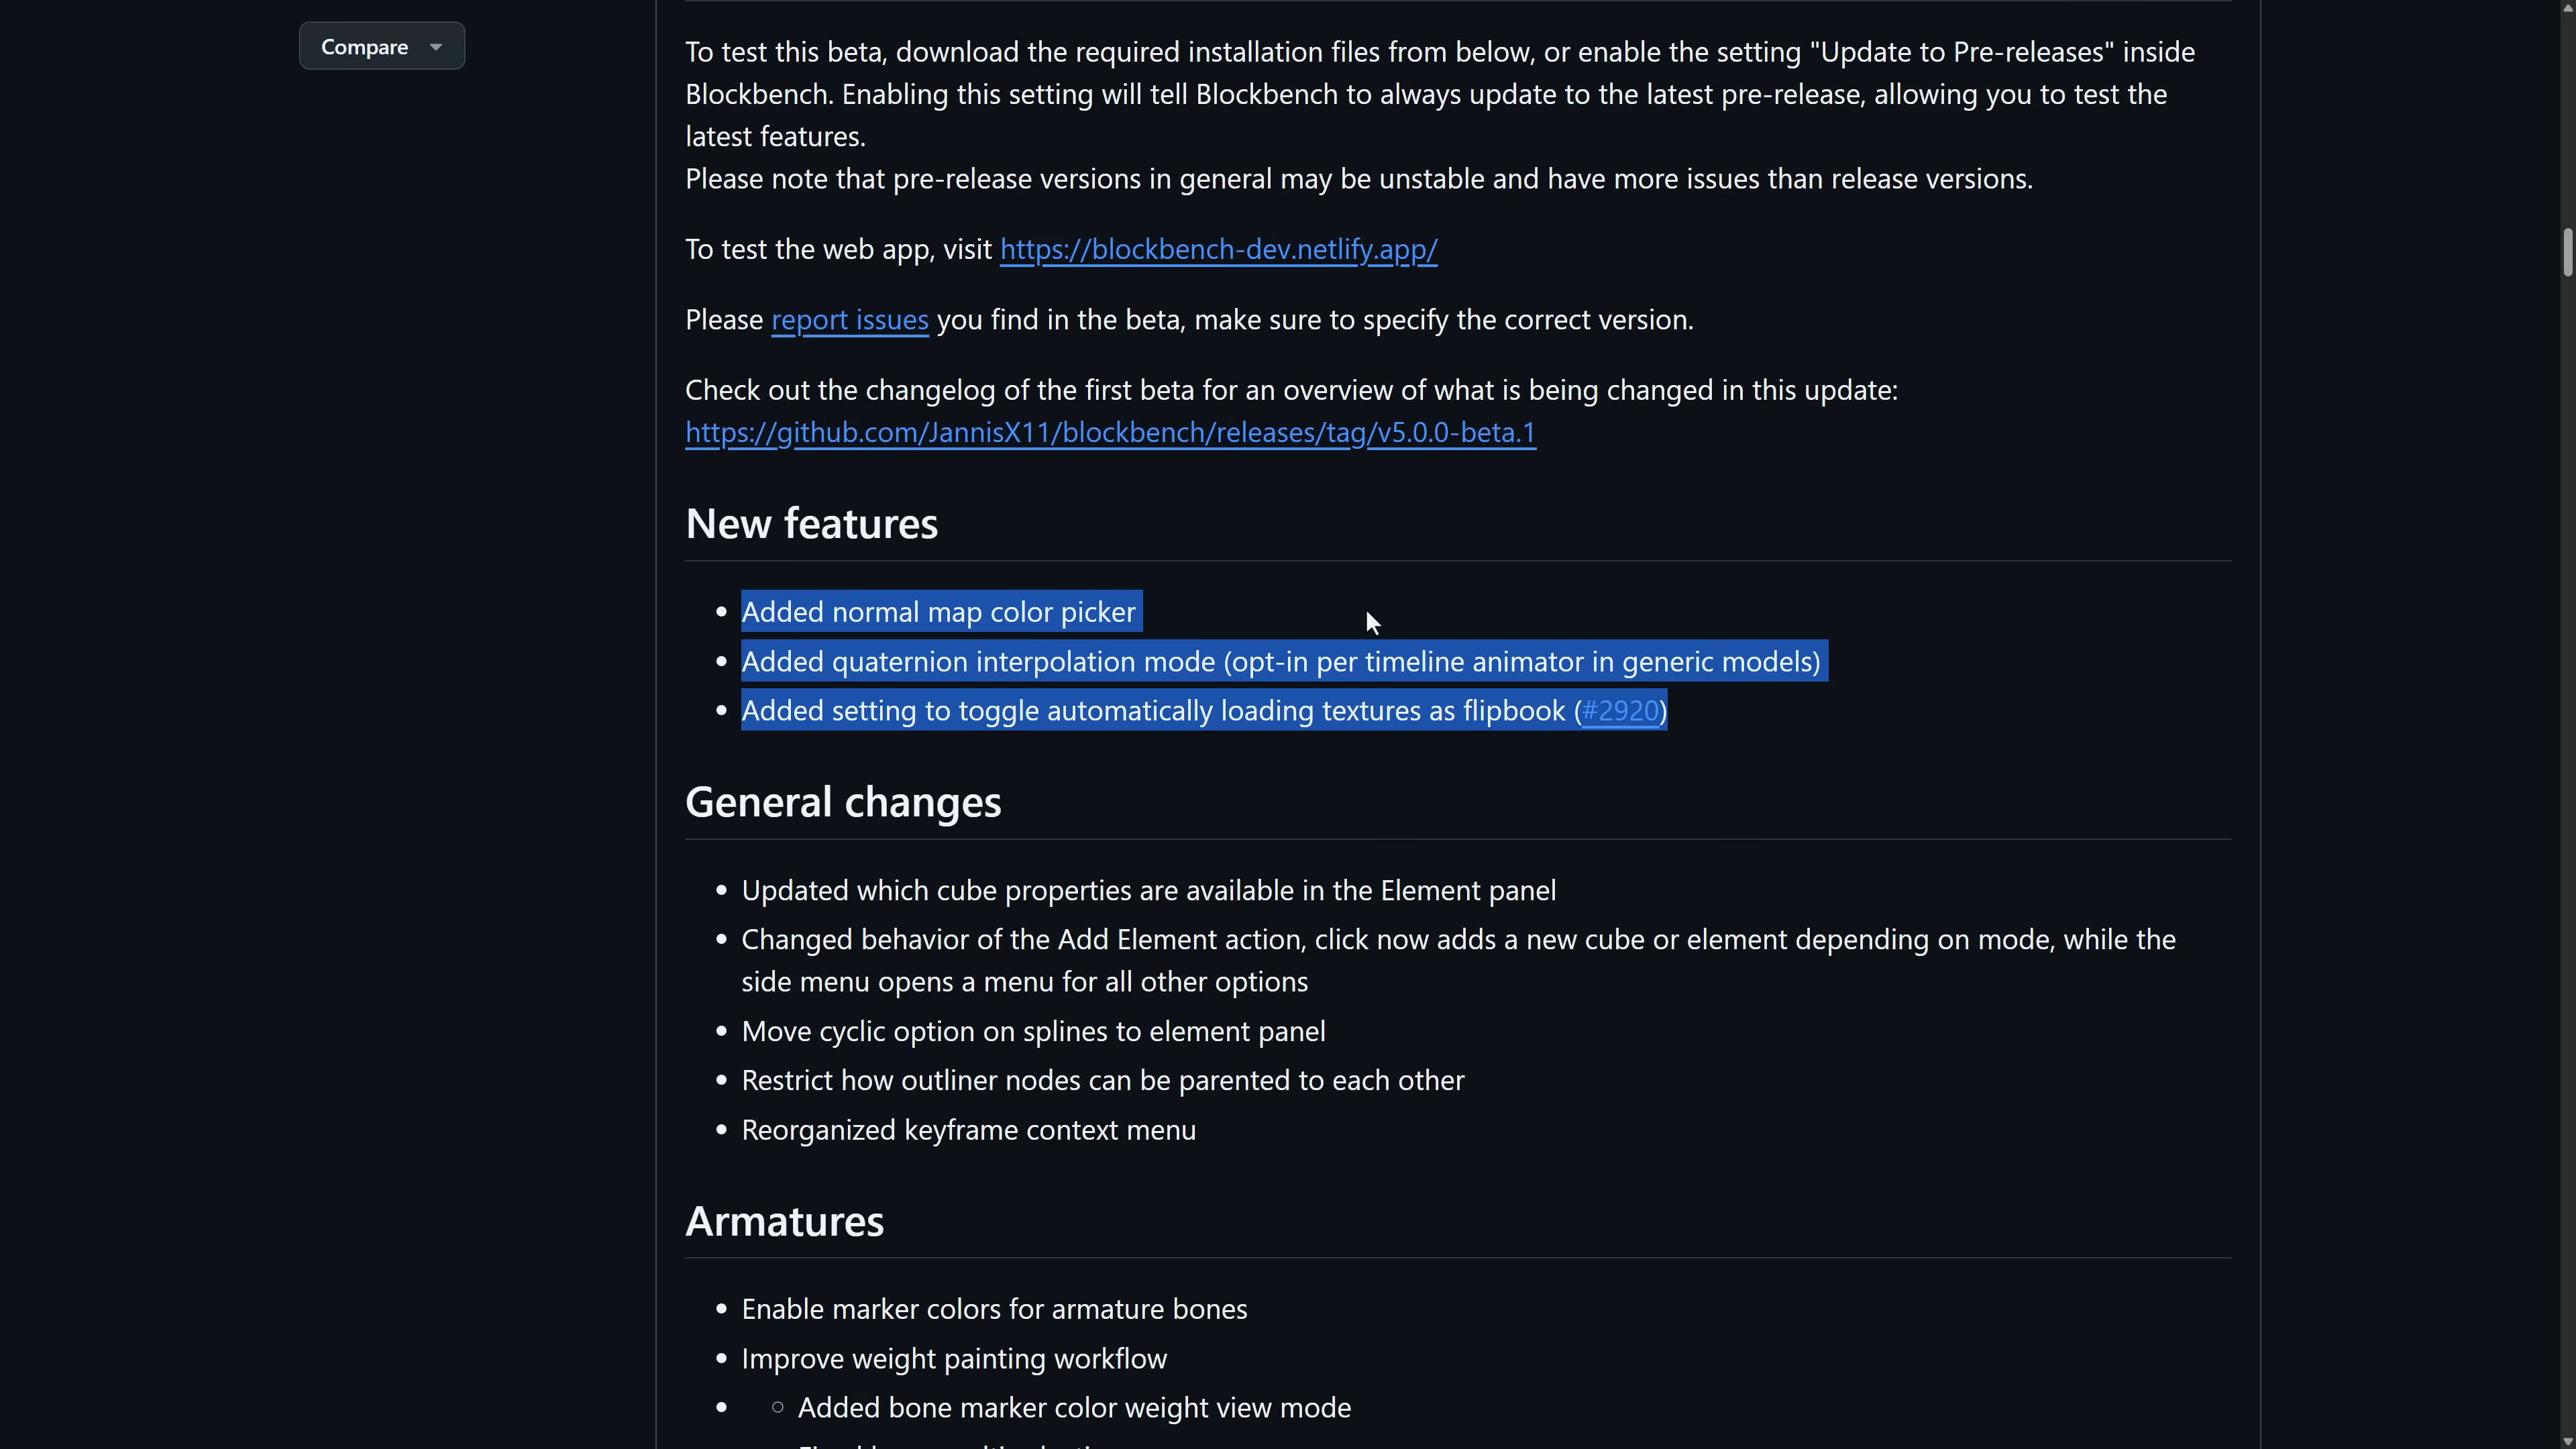 Compare
To test this beta, download the required installation files from below, or enable the setting "Update to Pre-releases" inside
Blockbench. Enabling this setting will tell Blockbench to always update to the latest pre-release, allowing you to test the
latest features.
Please note that pre-release versions in general may be unstable and have more issues than release versions.
To test the web app, visit https://blockbench-dev.netlify.app/
Please report issues you find in the beta, make sure to specify the correct version.
Check out the changelog of the first beta for an overview of what is being changed in this update:
https://github.com/JannisX11/blockbench/releases/tag/v5.0.0-beta.1
New features
Added normal map color picker
Added quaternion interpolation mode (opt-in per timeline animator in generic models)
Added setting to toggle automatically loading textures as flipbook (#2920)
General changes
Updated which cube properties are available in the Element panel
Changed behavior of the Add Element action, click now adds a new cube or element depending on mode, while the
side menu opens a menu for all other options
Move cyclic option on splines to element panel
Restrict how outliner nodes can be parented to each other
Reorganized keyframe context menu
Armatures
Enable marker colors for armature bones
Improve weight painting workflow
Added bone marker color weight view mode